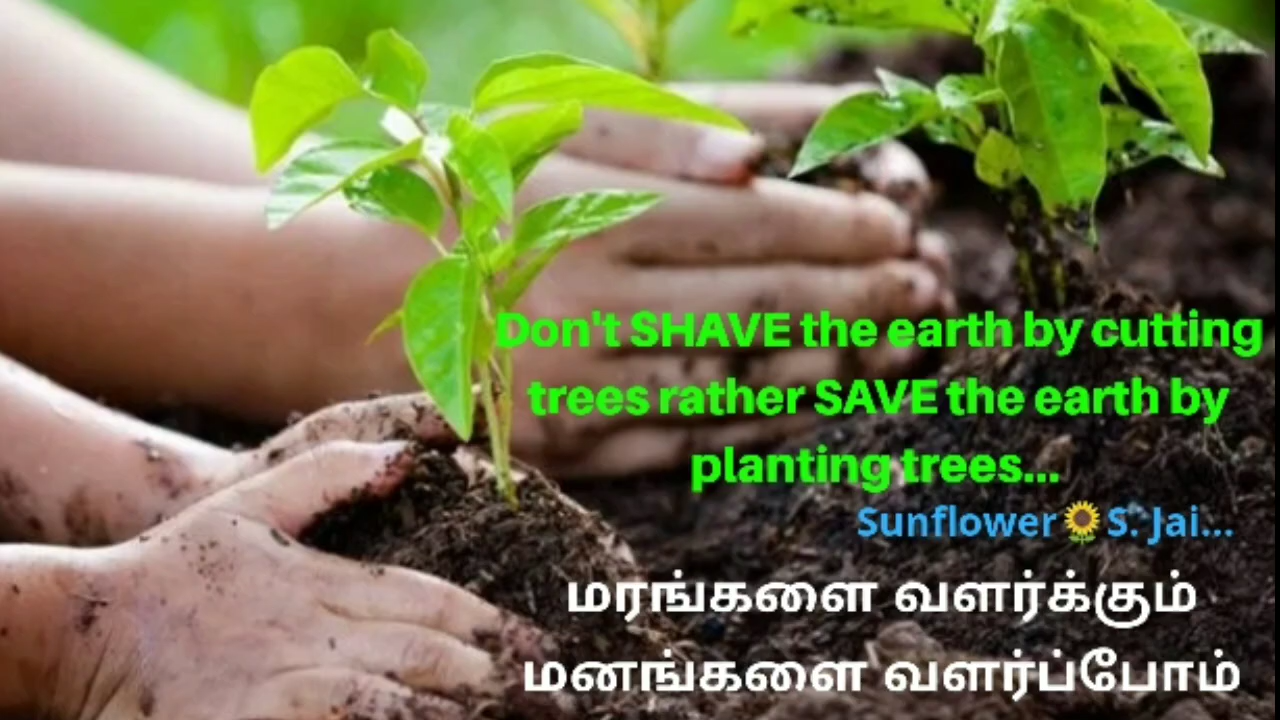 Don't SHAVE the earth by cutting
trees rather SAVE the earth by
planting trees...
Sunflower🌻S. Jai...
மரங்களை வளர்க்கும்
மனங்களை வளர்ப்போம்